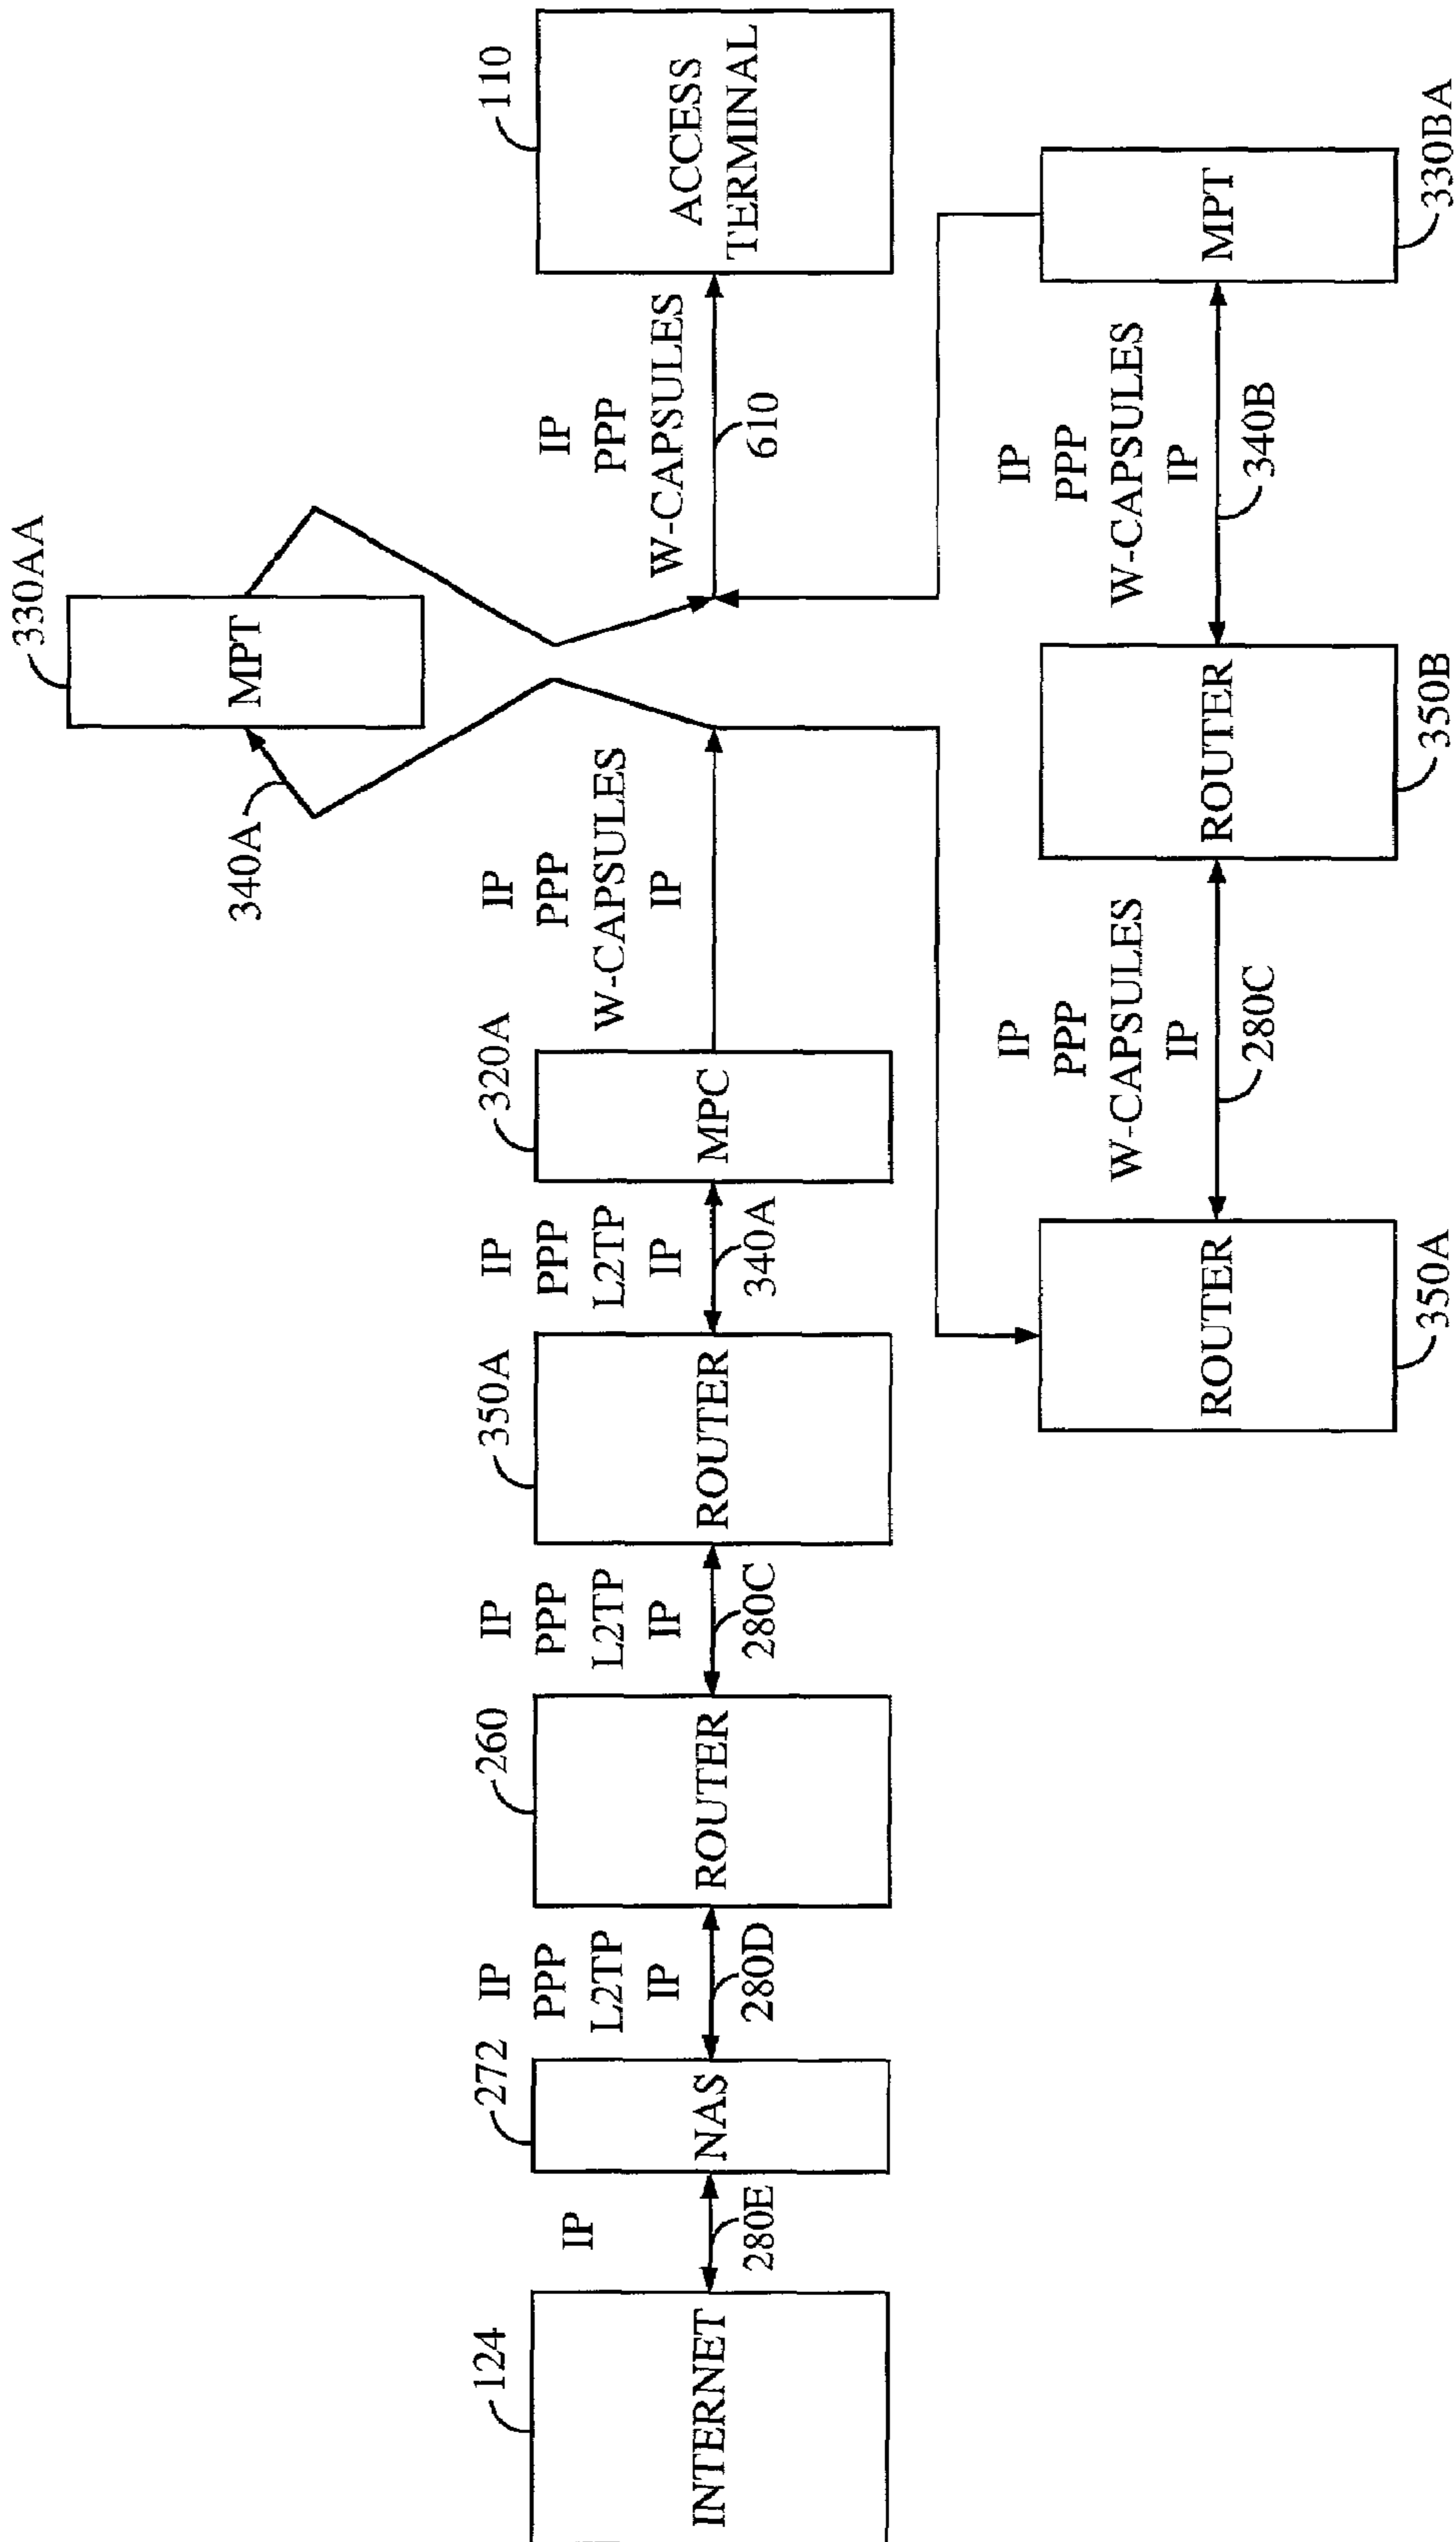 330AA
MPT
340A
124
INTERNET
IP
280E
272
NAS
IP
PPP
L2TP
IP
280D
260
ROUTER
IP
PPP
L2TP
IP
280C
350A
ROUTER
IP
PPP
L2TP
IP
340A
320A
MPC
IP
PPP
W-CAPSULES
IP
IP
PPP
W-CAPSULES
610
110
ACCESS
TERMINAL
ROUTER
350A
IP
PPP
W-CAPSULES
IP
280C
ROUTER
350B
IP
PPP
W-CAPSULES
IP
340B
MPT
330BA